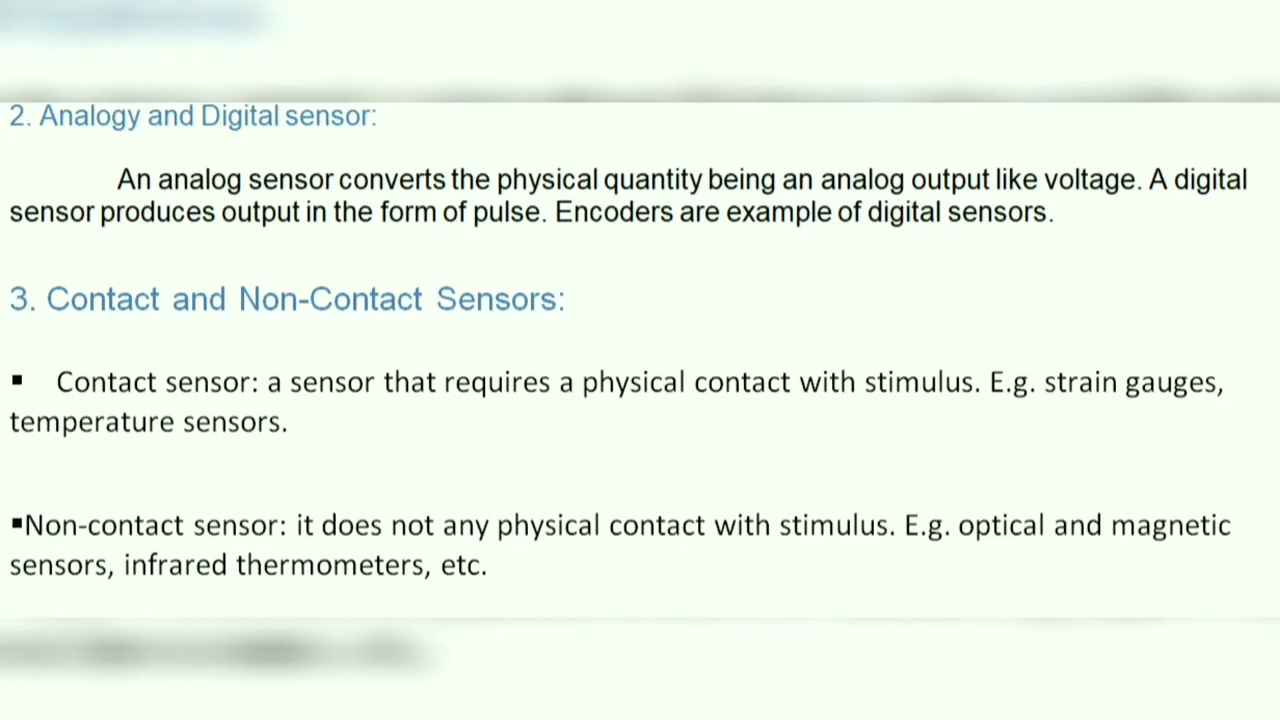 2. Analogy and Digital sensor:
An analog sensor converts the physical quantity being an analog output like voltage. A digital
sensor produces output in the form of pulse. Encoders are example of digital sensors.
3. Contact and Non-Contact Sensors:
▪ Contact sensor: a sensor that requires a physical contact with stimulus. E.g. strain gauges,
temperature sensors.
▪Non-contact sensor: it does not any physical contact with stimulus. E.g. optical and magnetic
sensors, infrared thermometers, etc.